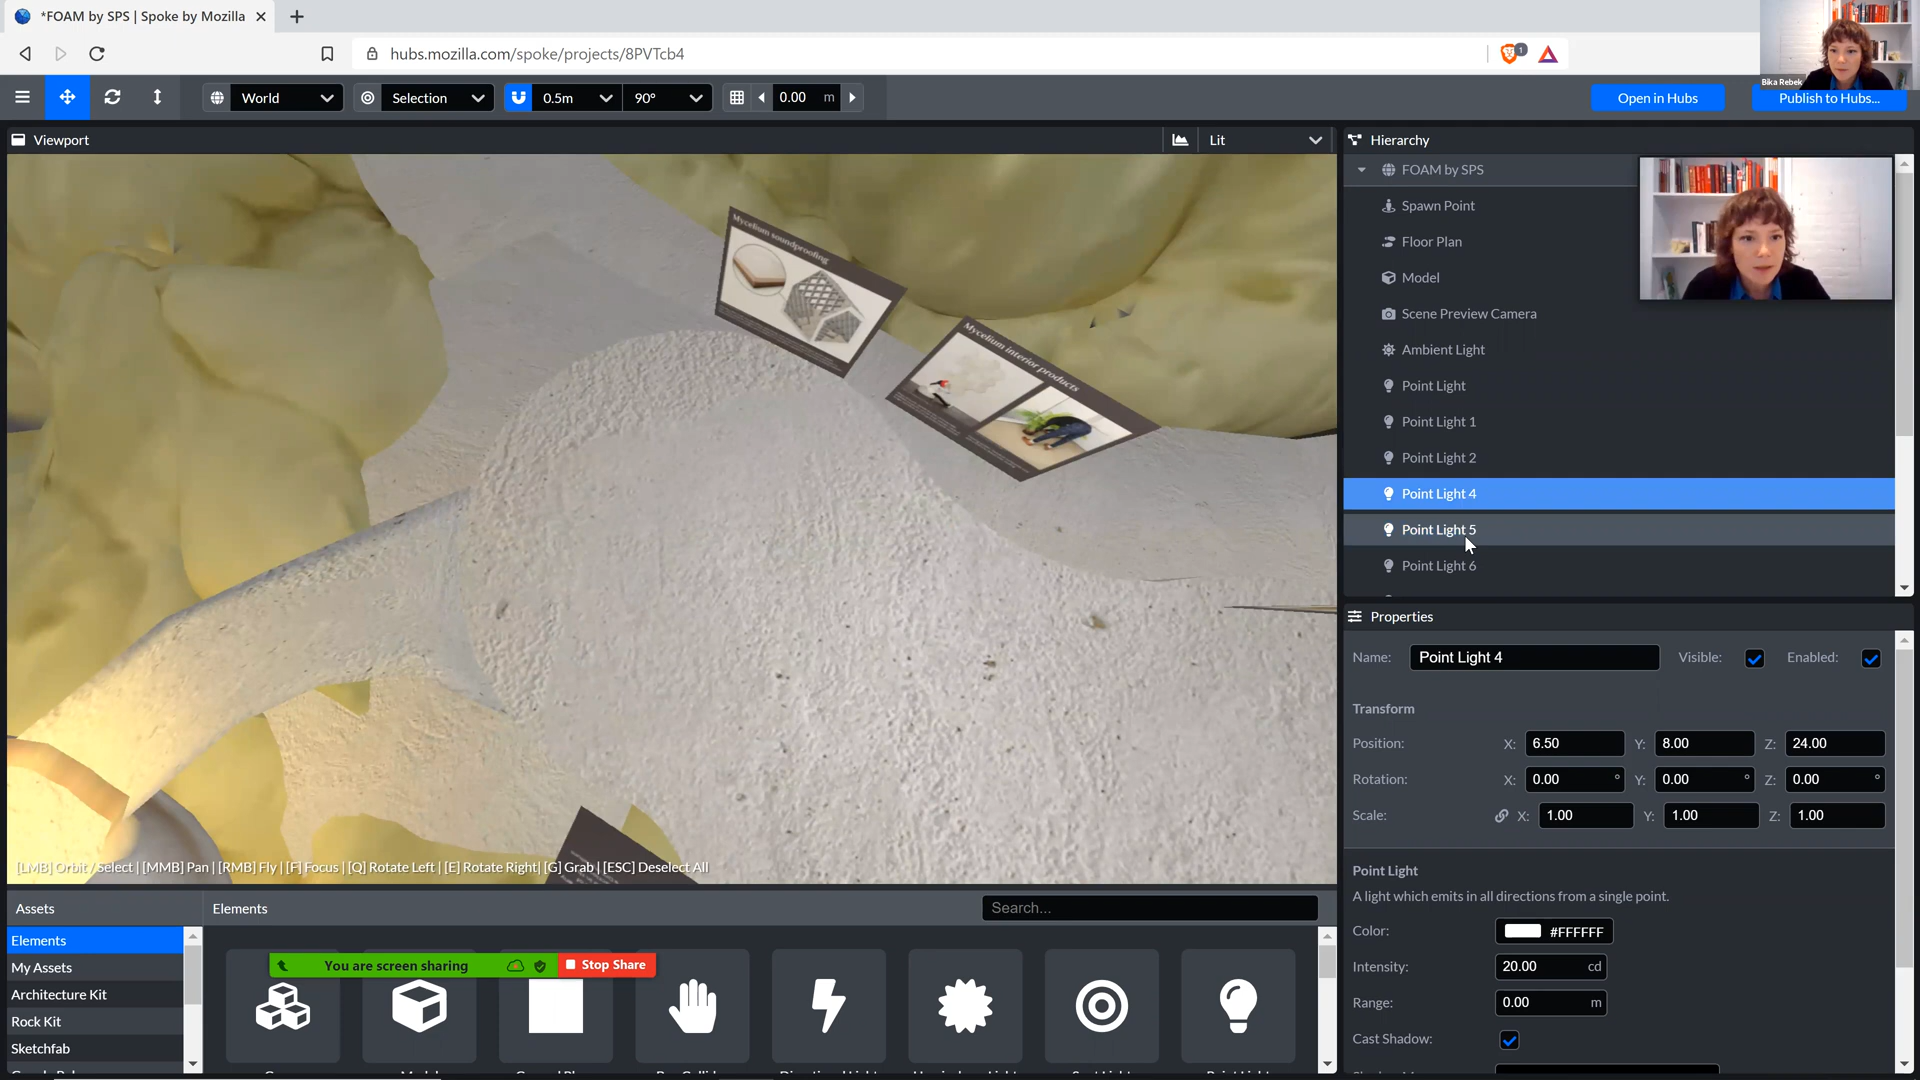 *FOAM by SPS | Spoke by Mozilla
hubs.mozilla.com/spoke/projects/8PVTcb4
1
Bika Rebek
World
Selection
0.5m
90°
0.00 m
Open in Hubs
Publish to Hubs...
Viewport
Lit
Hierarchy
FOAM by SPS
Spawn Point
Floor Plan
Model
Scene Preview Camera
Ambient Light
Point Light
Point Light 1
Point Light 2
Point Light 4
Point Light 5
Point Light 6
Mycelium soundproofing
Mycelium interior products
[LMB] Orbit / Select | [MMB] Pan | [RMB] Fly | [F] Focus | [Q] Rotate Left | [E] Rotate Right | [G] Grab | [ESC] Deselect All
Properties
Name: Point Light 4 Visible: Enabled:
Transform
Position: X: 6.50 Y: 8.00 Z: 24.00
Rotation: X: 0.00 ° Y: 0.00 ° Z: 0.00 °
Scale: X: 1.00 Y: 1.00 Z: 1.00
Point Light
A light which emits in all directions from a single point.
Color: #FFFFFF
Intensity: 20.00 cd
Range: 0.00 m
Cast Shadow:
Assets
Elements
My Assets
Architecture Kit
Rock Kit
Sketchfab
Elements
Search...
You are screen sharing
Stop Share